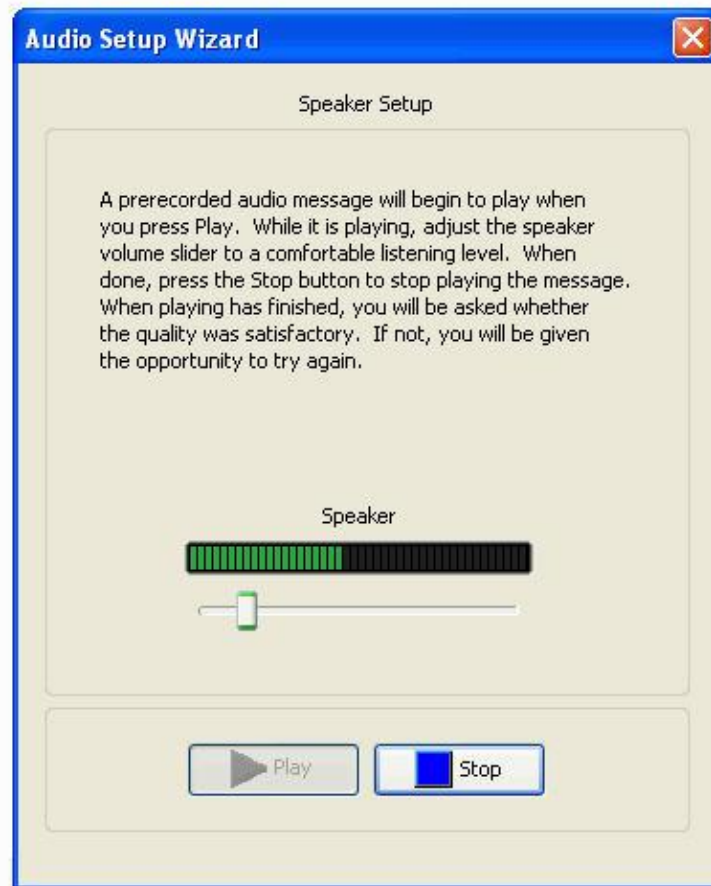 Audio Setup Wizard
Speaker Setup
A prerecorded audio message will begin to play when
you press Play.  While it is playing, adjust the speaker
volume slider to a comfortable listening level.  When
done, press the Stop button to stop playing the message.
When playing has finished, you will be asked whether
the quality was satisfactory.  If not, you will be given
the opportunity to try again.
Speaker
Play
Stop